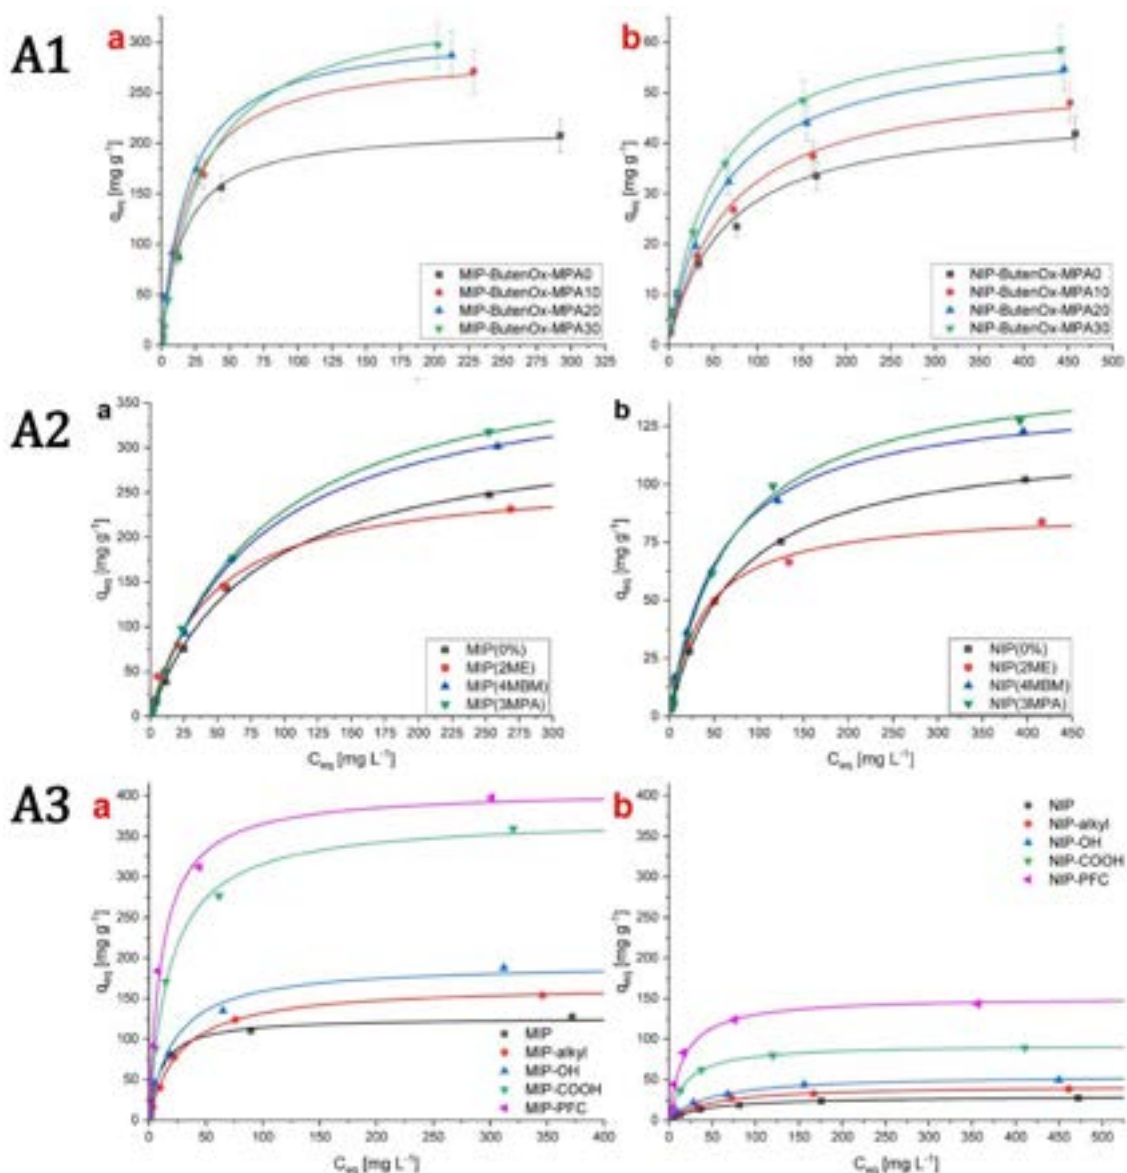 A1
a
b
q_eq [mg g⁻¹]
300
250
200
150
100
50
0
0 25 50 75 100 125 150 175 200 225 250 275 300 325
MIP-ButenOx-MPA0
MIP-ButenOx-MPA10
MIP-ButenOx-MPA20
MIP-ButenOx-MPA30
q_eq [mg g⁻¹]
60
50
40
30
20
10
0
0 50 100 150 200 250 300 350 400 450 500
NIP-ButenOx-MPA0
NIP-ButenOx-MPA10
NIP-ButenOx-MPA20
NIP-ButenOx-MPA30
A2
a
b
q_eq [mg g⁻¹]
350
300
250
200
150
100
50
0
0 25 50 75 100 125 150 175 200 225 250 275 300
C_eq [mg L⁻¹]
MIP(0%)
MIP(2ME)
MIP(4MBM)
MIP(3MPA)
q_eq [mg g⁻¹]
125
100
75
50
25
0
0 50 100 150 200 250 300 350 400 450
C_eq [mg L⁻¹]
NIP(0%)
NIP(2ME)
NIP(4MBM)
NIP(3MPA)
A3
a
b
q_eq [mg g⁻¹]
400
350
300
250
200
150
100
50
0
0 50 100 150 200 250 300 350 400
C_eq [mg L⁻¹]
MIP
MIP-alkyl
MIP-OH
MIP-COOH
MIP-PFC
q_eq [mg g⁻¹]
400
350
300
250
200
150
100
50
0
0 50 100 150 200 250 300 350 400 450 500
C_eq [mg L⁻¹]
NIP
NIP-alkyl
NIP-OH
NIP-COOH
NIP-PFC